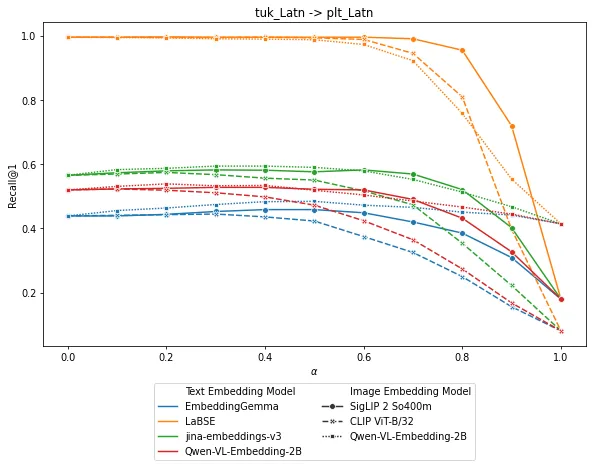 tuk_Latn -> plt_Latn
Recall@1
1.0
0.8
0.6
0.4
0.2
0.0 0.2 0.4 0.6 0.8 1.0
α
Text Embedding Model Image Embedding Model
EmbeddingGemma SigLIP 2 So400m
LaBSE CLIP ViT-B/32
jina-embeddings-v3 Qwen-VL-Embedding-2B
Qwen-VL-Embedding-2B